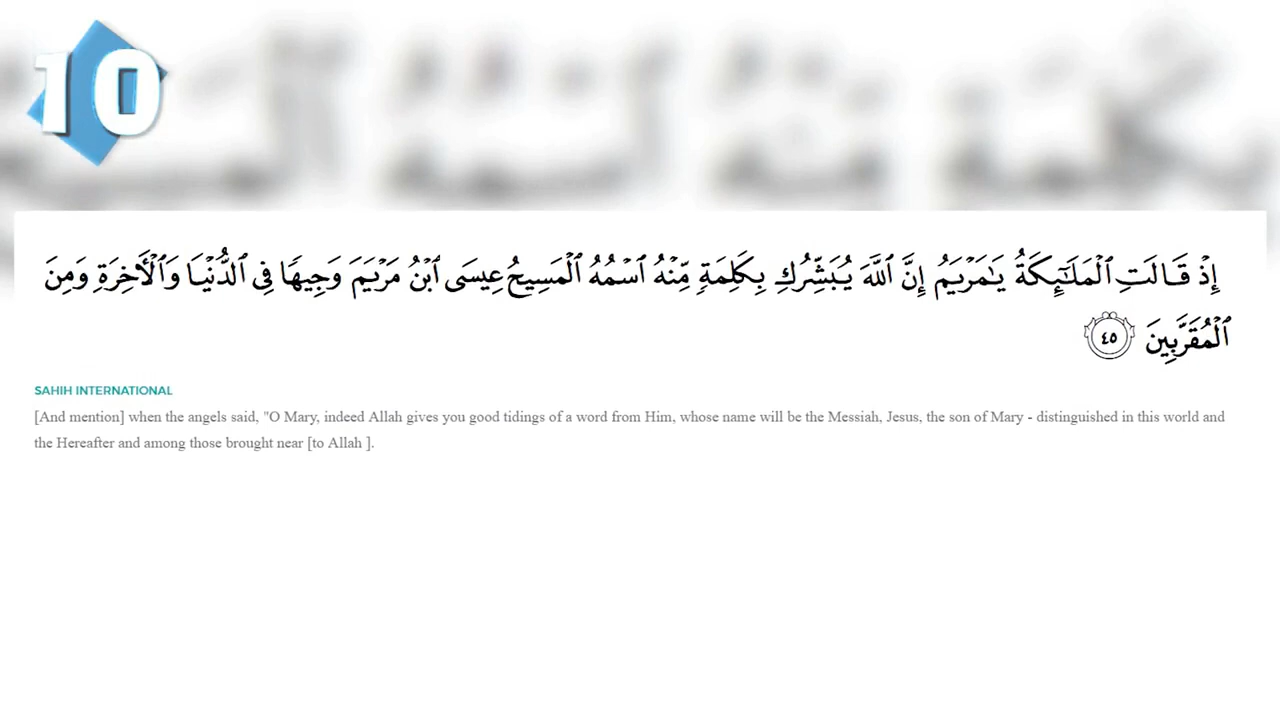 10
بِكَلِمَةٍ مِّنْهُ ٱسْمُهُ ٱلْمَسِيحُ
إِذْ قَالَتِ ٱلْمَلَـٰٓئِكَةُ يَـٰمَرْيَمُ إِنَّ ٱللَّهَ يُبَشِّرُكِ بِكَلِمَةٍ مِّنْهُ ٱسْمُهُ ٱلْمَسِيحُ عِيسَى ٱبْنُ مَرْيَمَ وَجِيهًا فِى ٱلدُّنْيَا وَٱلْـَٔاخِرَةِ وَمِنَ
ٱلْمُقَرَّبِينَ ٤٥
SAHIH INTERNATIONAL
[And mention] when the angels said, "O Mary, indeed Allah gives you good tidings of a word from Him, whose name will be the Messiah, Jesus, the son of Mary - distinguished in this world and
the Hereafter and among those brought near [to Allah ].